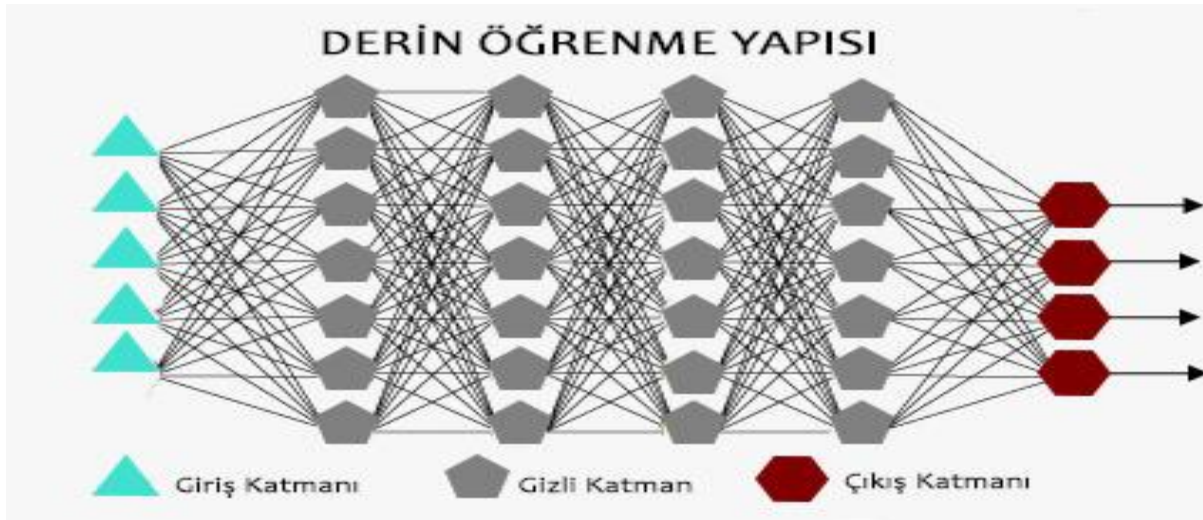 DERİN ÖĞRENME YAPISI
Giriş Katmanı
Gizli Katman
Çıkış Katmanı